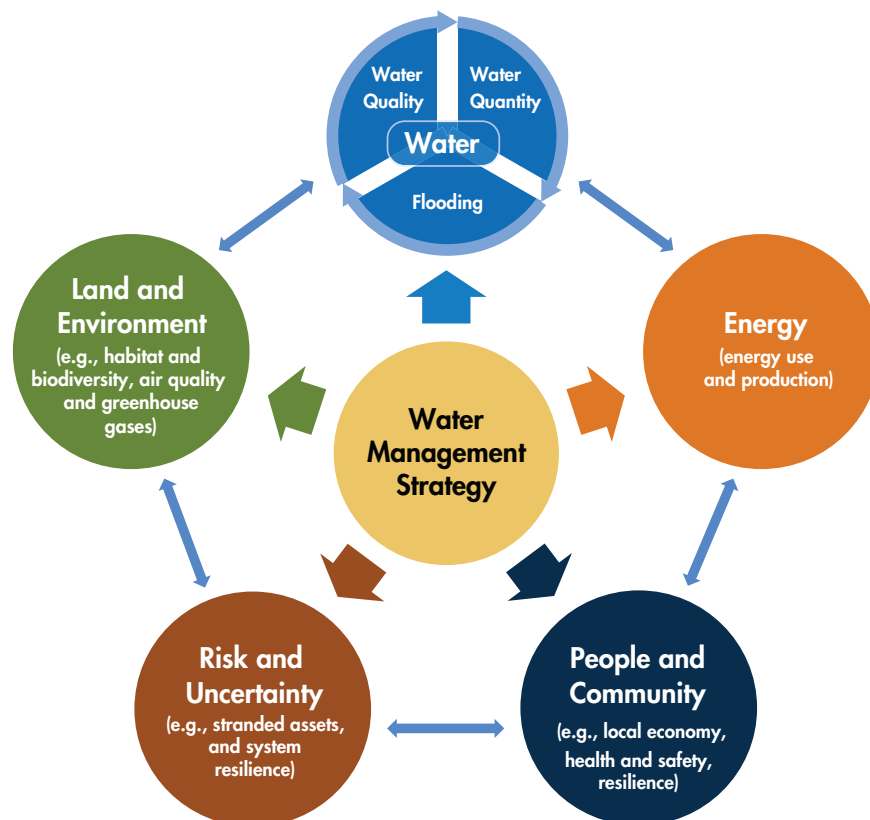 Water
Quality
Water
Quantity
Water
Flooding
Land and
Environment
(e.g., habitat and
biodiversity, air quality
and greenhouse
gases)
Energy
(energy use
and production)
Water
Management
Strategy
Risk and
Uncertainty
(e.g., stranded assets,
and system
resilience)
People and
Community
(e.g., local economy,
health and safety,
resilience)